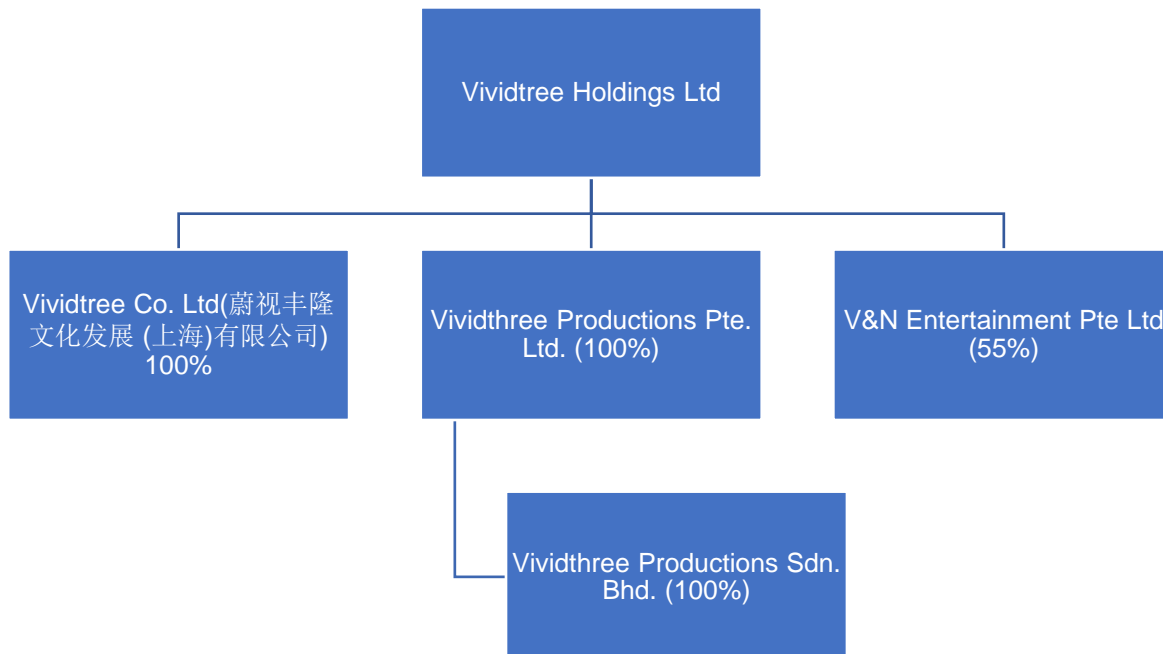 Vividtree Holdings Ltd
Vividtree Co. Ltd(蔚视丰隆
文化发展 (上海)有限公司)
100%
Vividthree Productions Pte.
Ltd. (100%)
V&N Entertainment Pte Ltd
(55%)
Vividthree Productions Sdn.
Bhd. (100%)